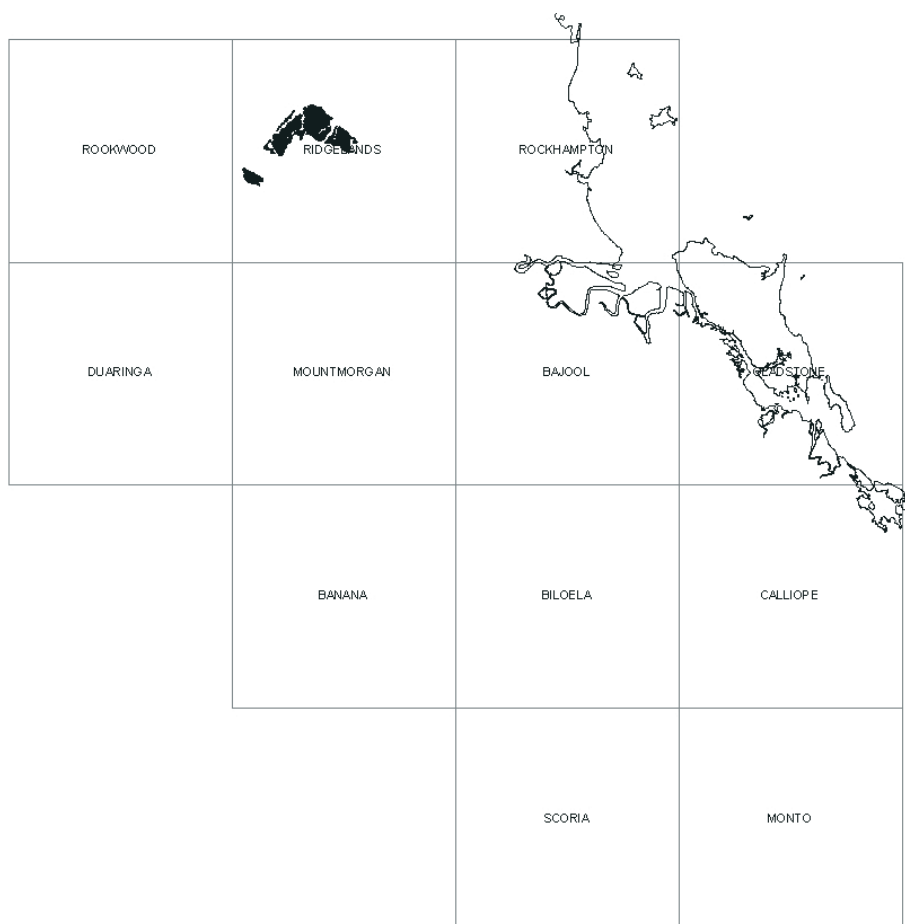 ROOKWOOD
RIDGELANDS
ROCKHAMPTON
DUARINGA
MOUNTMORGAN
BAJOOL
GLADSTONE
BANANA
BILOELA
CALLIOPE
SCORIA
MONTO